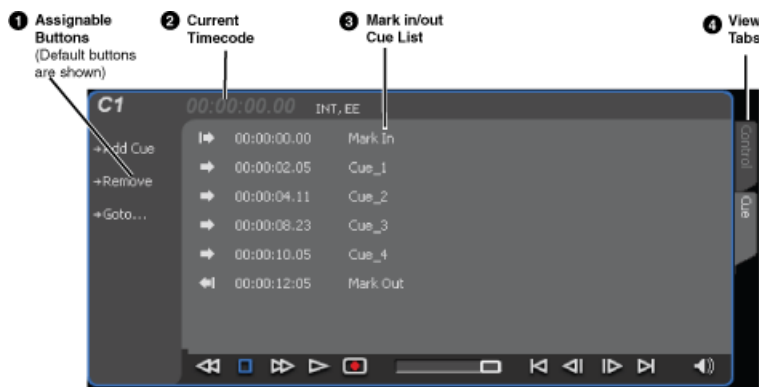 1 Assignable
Buttons
(Default buttons
are shown)
2 Current
Timecode
3 Mark in/out
Cue List
4 View
Tabs
C1
00:00:00.00 INT, EE
Add Cue
Remove
Goto...
00:00:00.00 Mark In
00:00:02.05 Cue_1
00:00:04.11 Cue_2
00:00:08.23 Cue_3
00:00:10.05 Cue_4
00:00:12:05 Mark Out
Control
Cue